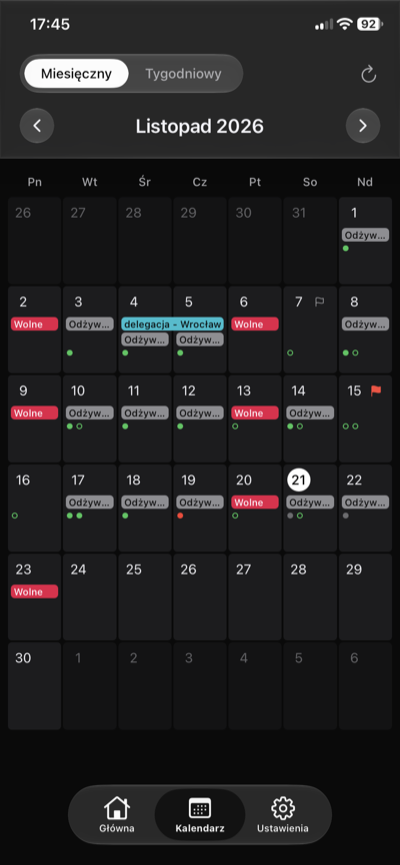 17:45 92
Miesięczny Tygodniowy
Listopad 2026
Pn Wt Śr Cz Pt So Nd
26 27 28 29 30 31 1
Odżyw...
2 3 4 5 6 7 8
Wolne Odżyw... delegacja - Wrocław Wolne Odżyw...
Odżyw... Odżyw...
9 10 11 12 13 14 15
Wolne Odżyw... Odżyw... Odżyw... Wolne Odżyw...
16 17 18 19 20 21 22
Odżyw... Odżyw... Odżyw... Wolne Odżyw... Odżyw...
23 24 25 26 27 28 29
Wolne
30 1 2 3 4 5 6
Główna Kalendarz Ustawienia